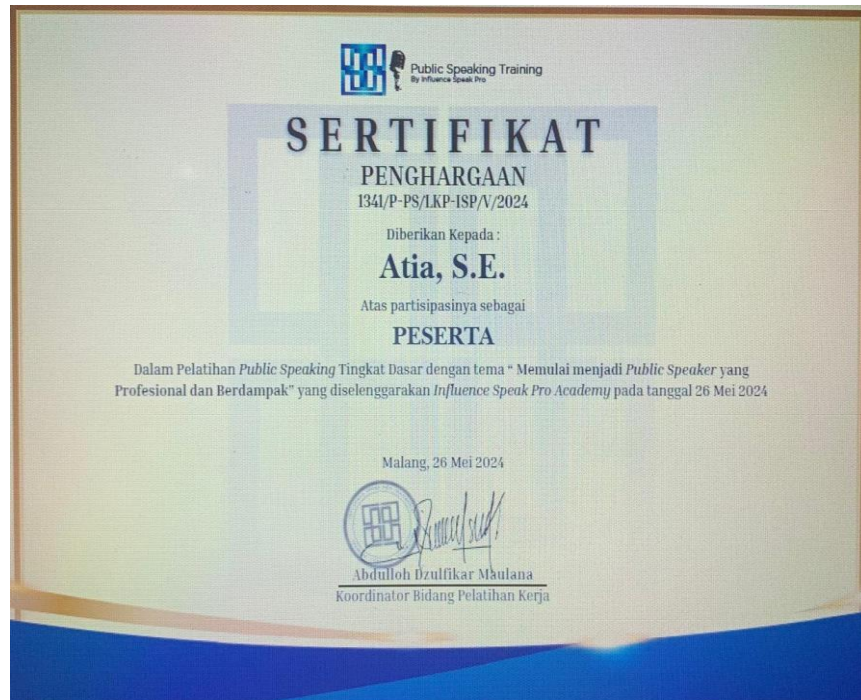 Public Speaking Training
By Influence Speak Pro
SERTIFIKAT
PENGHARGAAN
1341/P-PS/LKP-ISP/V/2024
Diberikan Kepada :
Atia, S.E.
Atas partisipasinya sebagai
PESERTA
Dalam Pelatihan Public Speaking Tingkat Dasar dengan tema “ Memulai menjadi Public Speaker yang
Profesional dan Berdampak” yang diselenggarakan Influence Speak Pro Academy pada tanggal 26 Mei 2024
Malang, 26 Mei 2024
Abdulloh Dzulfikar Maulana
Koordinator Bidang Pelatihan Kerja